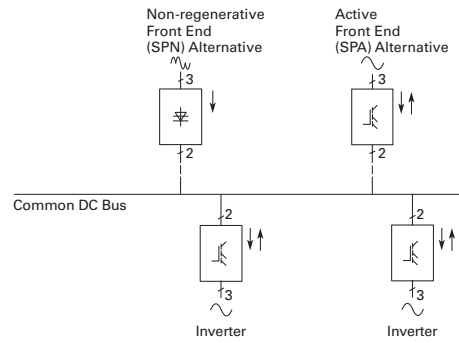 Non-regenerative
Front End
(SPN) Alternative
Active
Front End
(SPA) Alternative
3
3
2
2
Common DC Bus
2
2
3
3
Inverter
Inverter